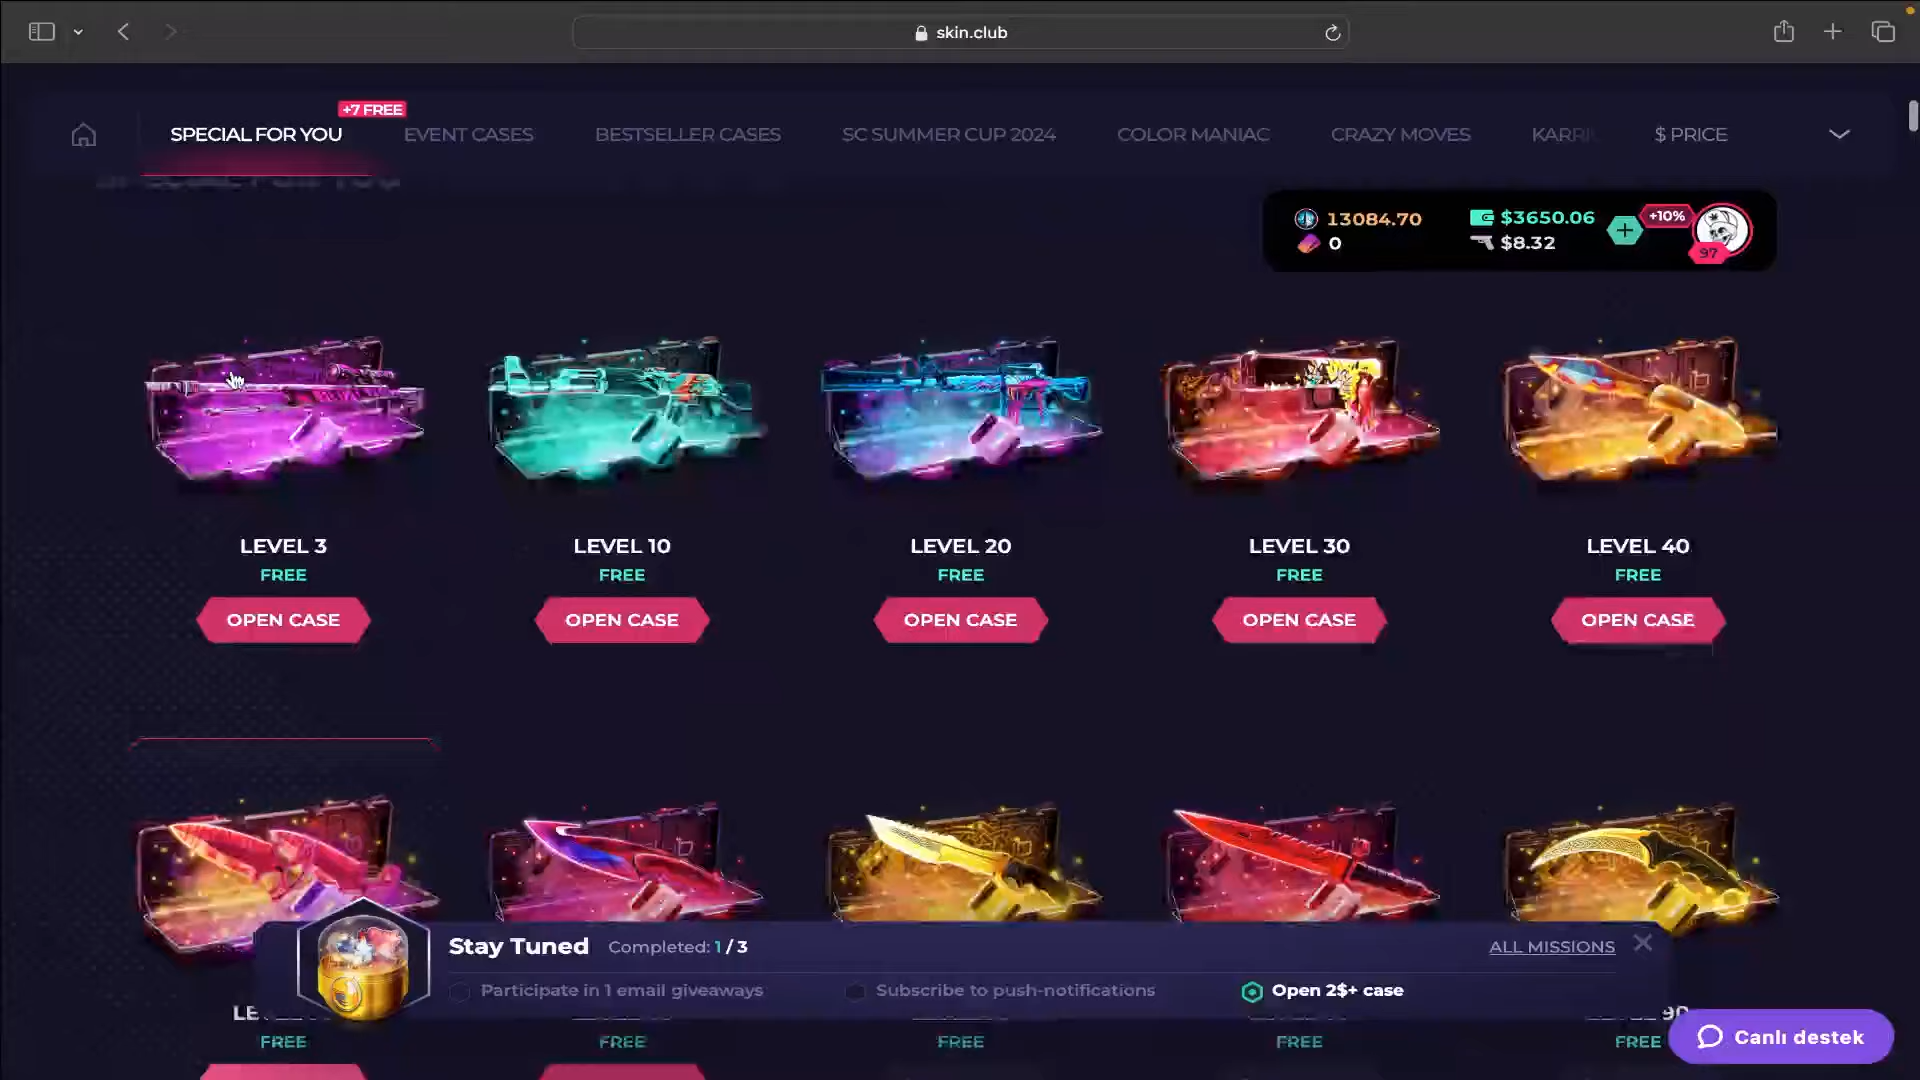 skin.club
+7 FREE
SPECIAL FOR YOU
EVENT CASES
BESTSELLER CASES
SC SUMMER CUP 2024
COLOR MANIAC
CRAZY MOVES
$ PRICE
13084.70
$3650.06
+10%
0
$8.32
97
LEVEL 3
LEVEL 10
LEVEL 20
LEVEL 30
LEVEL 40
FREE
FREE
FREE
FREE
FREE
OPEN CASE
OPEN CASE
OPEN CASE
OPEN CASE
OPEN CASE
Stay Tuned
Completed: 1 / 3
ALL MISSIONS
Participate in 1 email giveaways
Subscribe to push-notifications
Open 2$+ case
90
FREE
FREE
FREE
FREE
FREE
Canlı destek